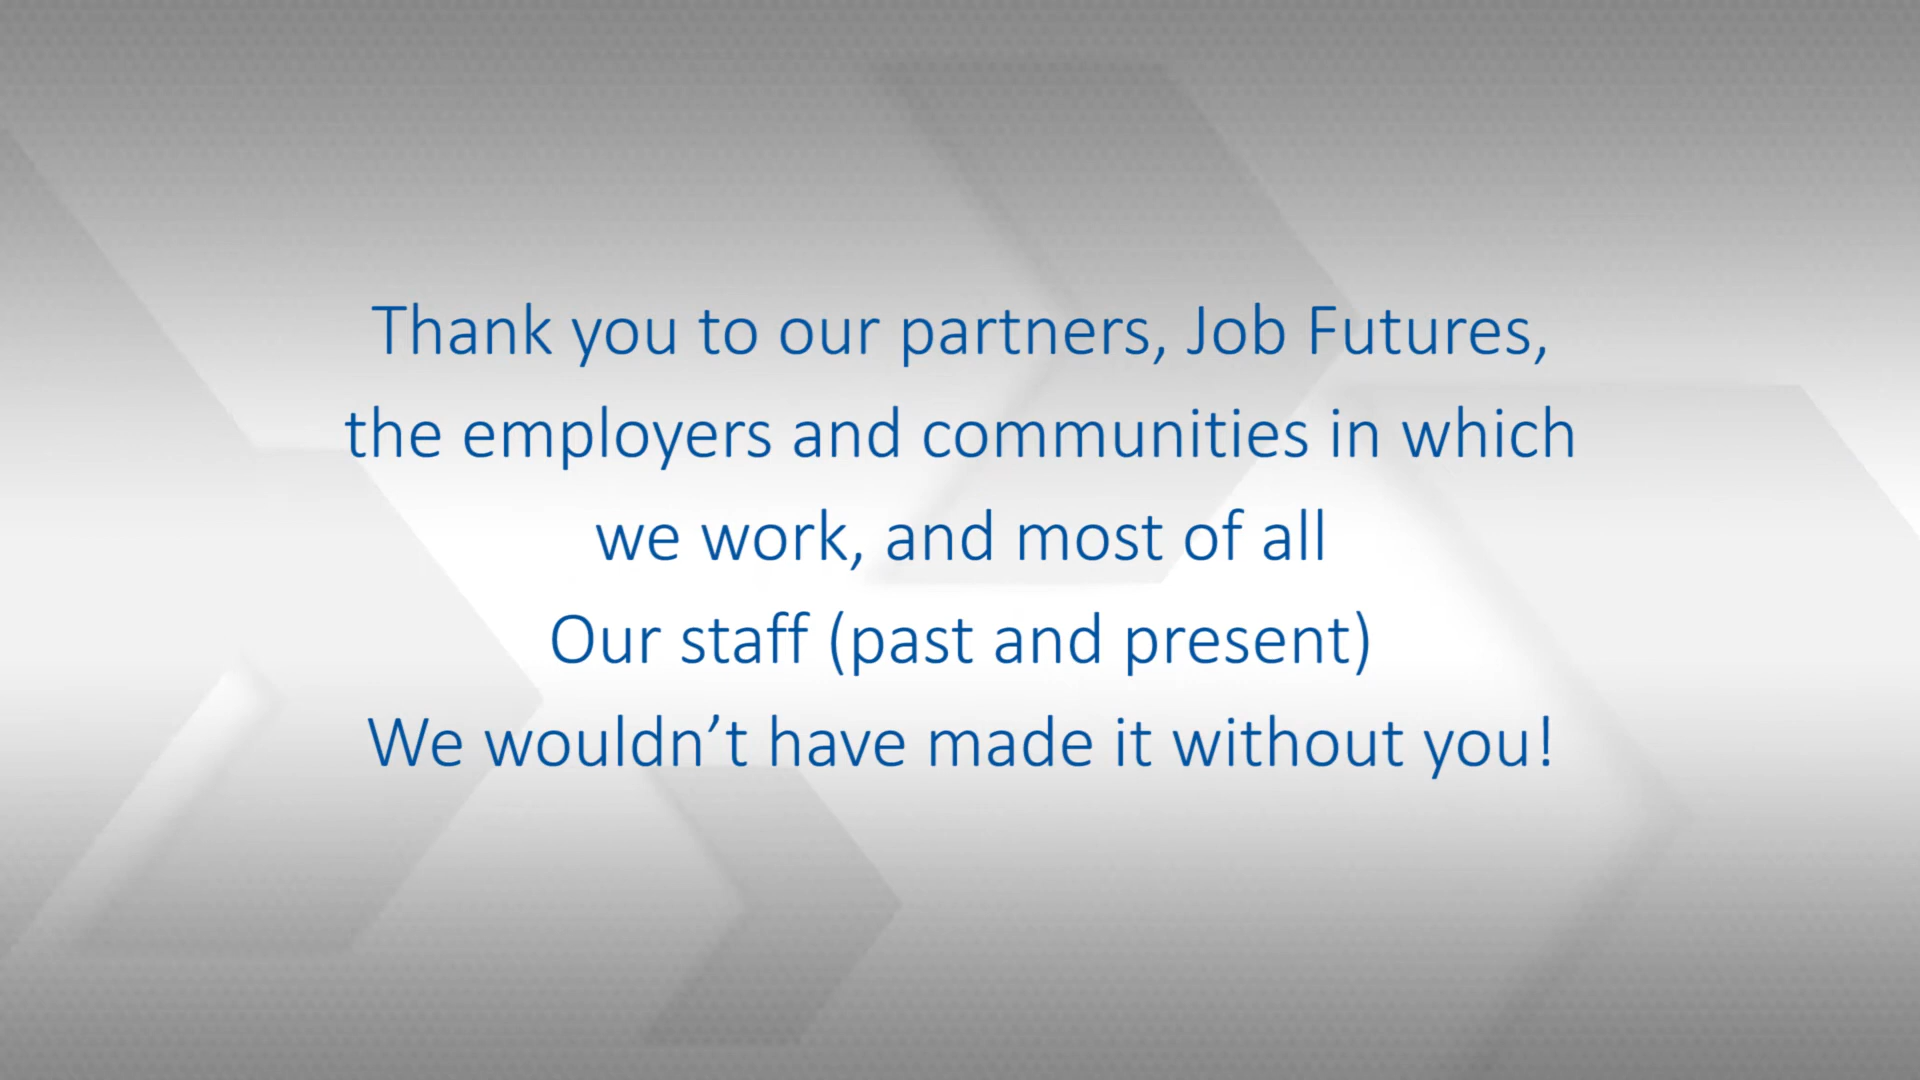 Thank you to our partners, Job Futures,
the employers and communities in which
we work, and most of all
Our staff (past and present)
We wouldn’t have made it without you!